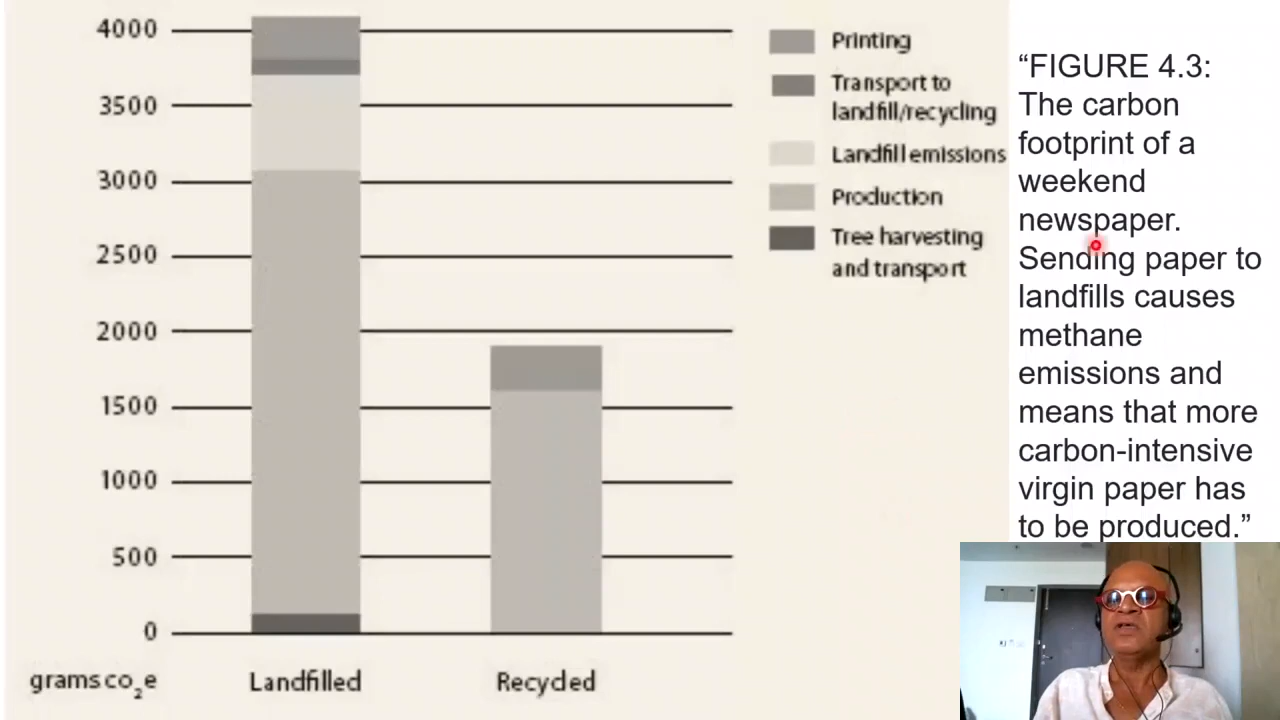 4000
3500
3000
2500
2000
1500
1000
500
0
grams co2e
Landfilled
Recycled
Printing
Transport to
landfill/recycling
Landfill emissions
Production
Tree harvesting
and transport
“FIGURE 4.3:
The carbon
footprint of a
weekend
newspaper.
Sending paper to
landfills causes
methane
emissions and
means that more
carbon-intensive
virgin paper has
to be produced.”